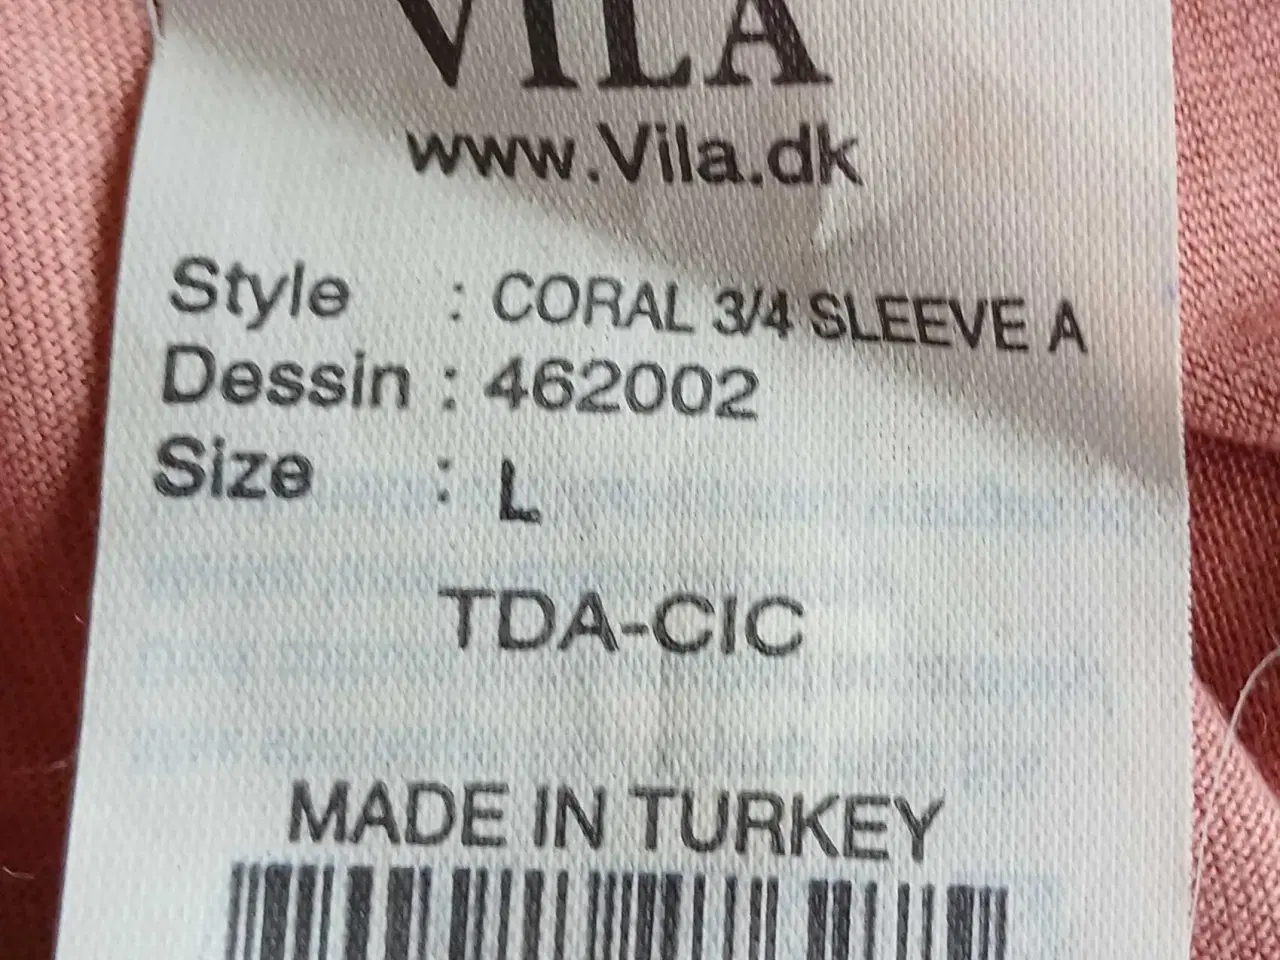 VILA
www.Vila.dk
Style : CORAL 3/4 SLEEVE A
Dessin : 462002
Size : L
TDA-CIC
MADE IN TURKEY